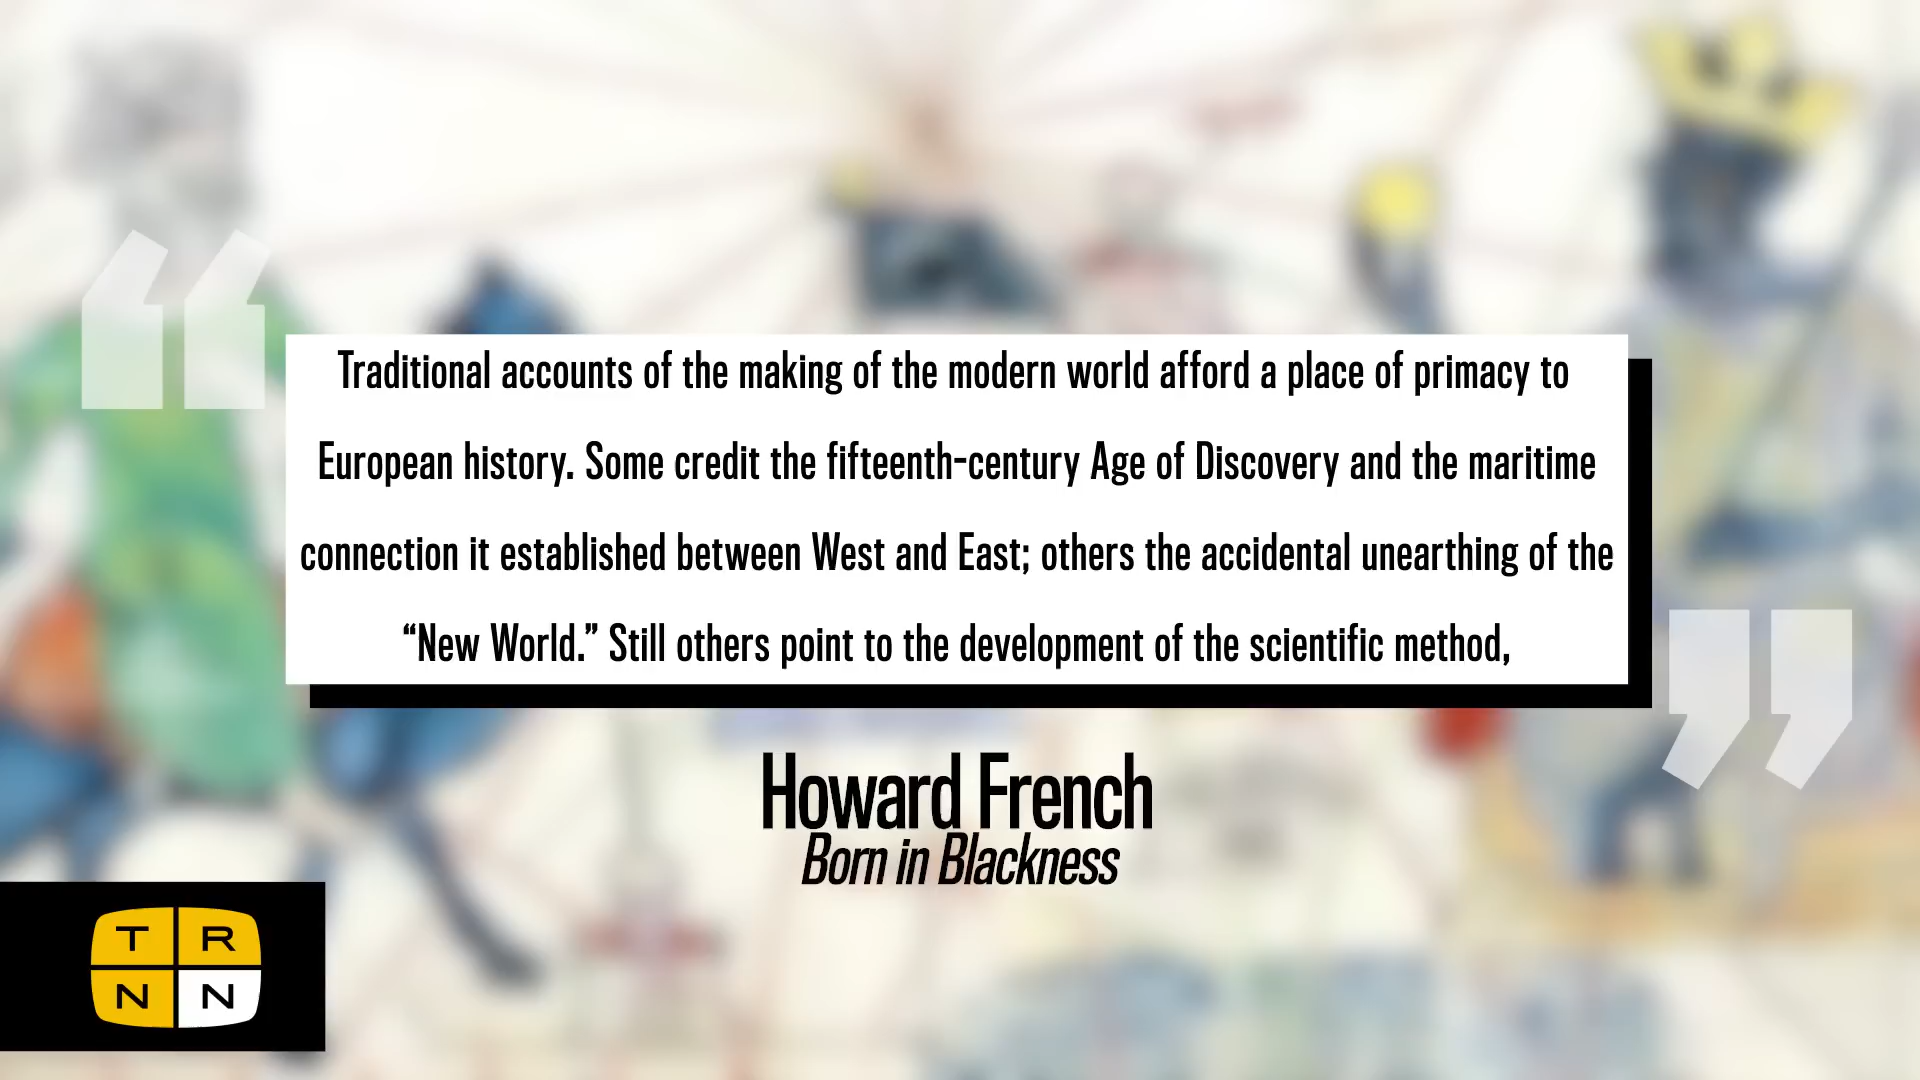 Traditional accounts of the making of the modern world afford a place of primacy to
European history. Some credit the fifteenth-century Age of Discovery and the maritime
connection it established between West and East; others the accidental unearthing of the
“New World.” Still others point to the development of the scientific method,
Howard French
Born in Blackness
T R
N N